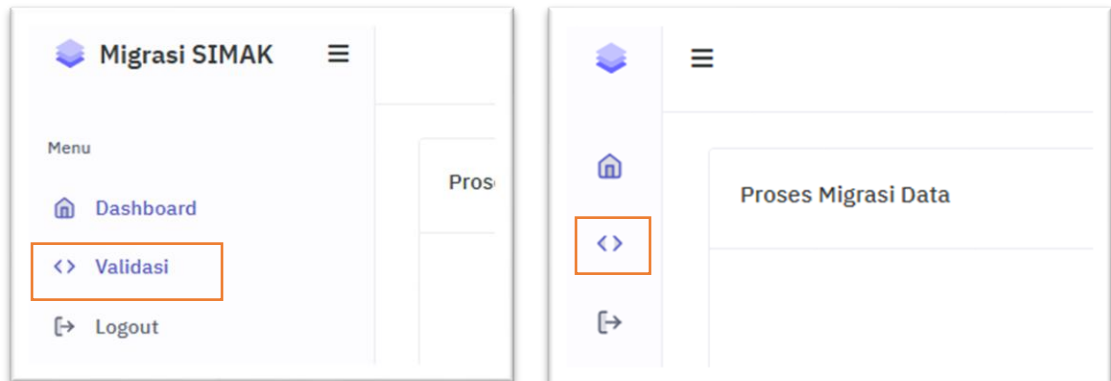 Migrasi SIMAK
Menu
Dashboard
Validasi
Logout
Pros
Proses Migrasi Data